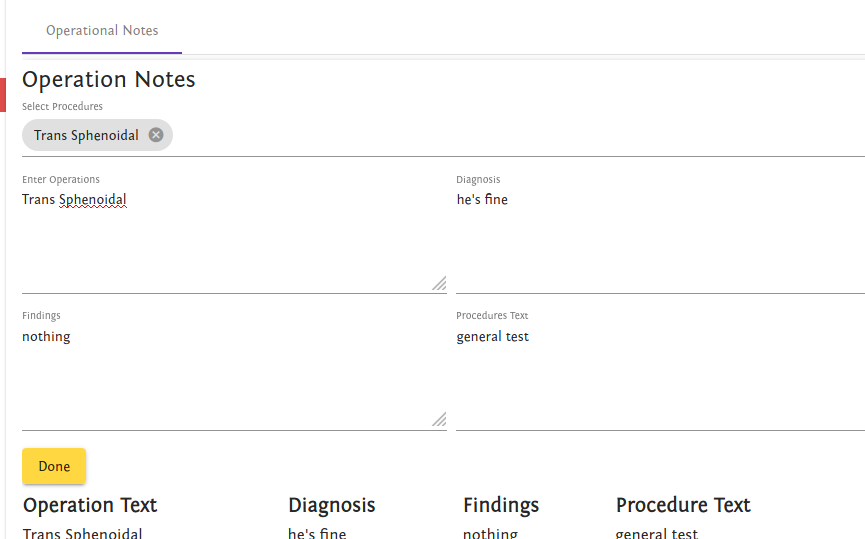 Operational Notes
Operation Notes
Select Procedures
Trans Sphenoidal
Enter Operations Diagnosis
Trans Sphenoidal he's fine
Findings Procedures Text
nothing general test
Done
Operation Text Diagnosis Findings Procedure Text
Trans Sphenoidal he's fine nothing general test